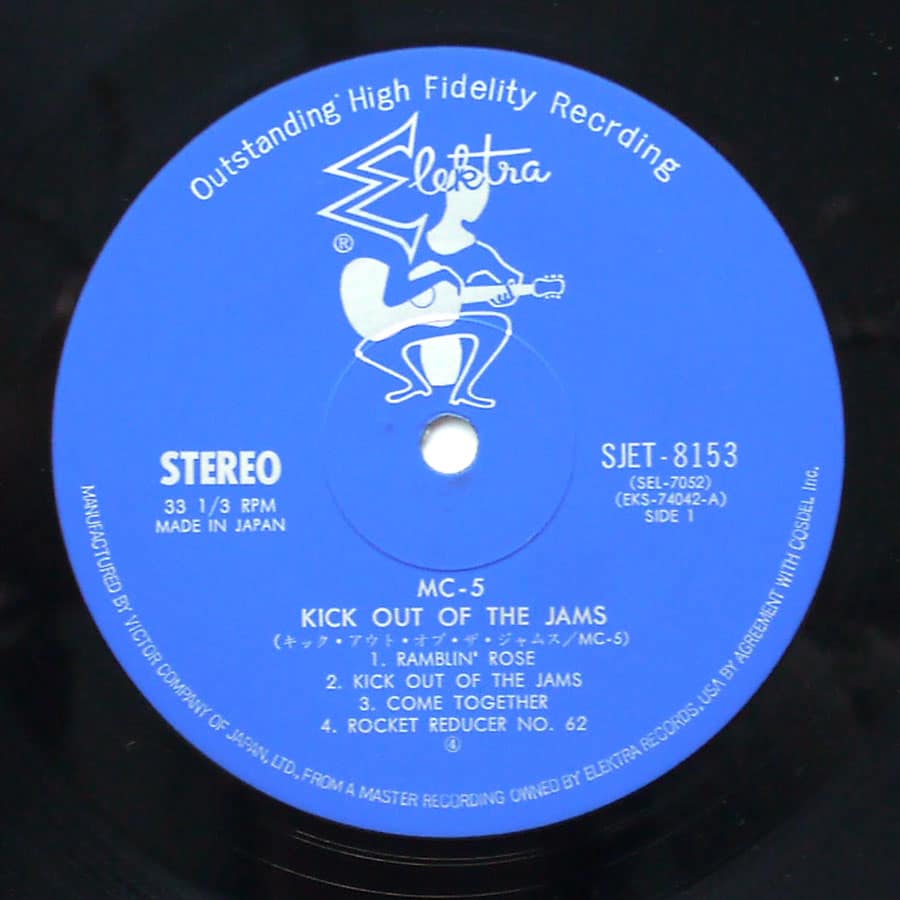 Outstanding High Fidelity Recrding
Elektra
®
STEREO
33 1/3 RPM
MADE IN JAPAN
SJET-8153
(SEL-7052)
(EKS-74042-A)
SIDE 1
MC-5
KICK OUT OF THE JAMS
(キック・アウト・オブ・ザ・ジャムス/MC-5)
1. RAMBLIN' ROSE
2. KICK OUT OF THE JAMS
3. COME TOGETHER
4. ROCKET REDUCER NO. 62
④
MANUFACTURED BY VICTOR COMPANY OF JAPAN, LTD., FROM A MASTER RECORDING OWNED BY ELEKTRA RECORDS, USA BY AGREEMENT WITH COSDEL Inc.